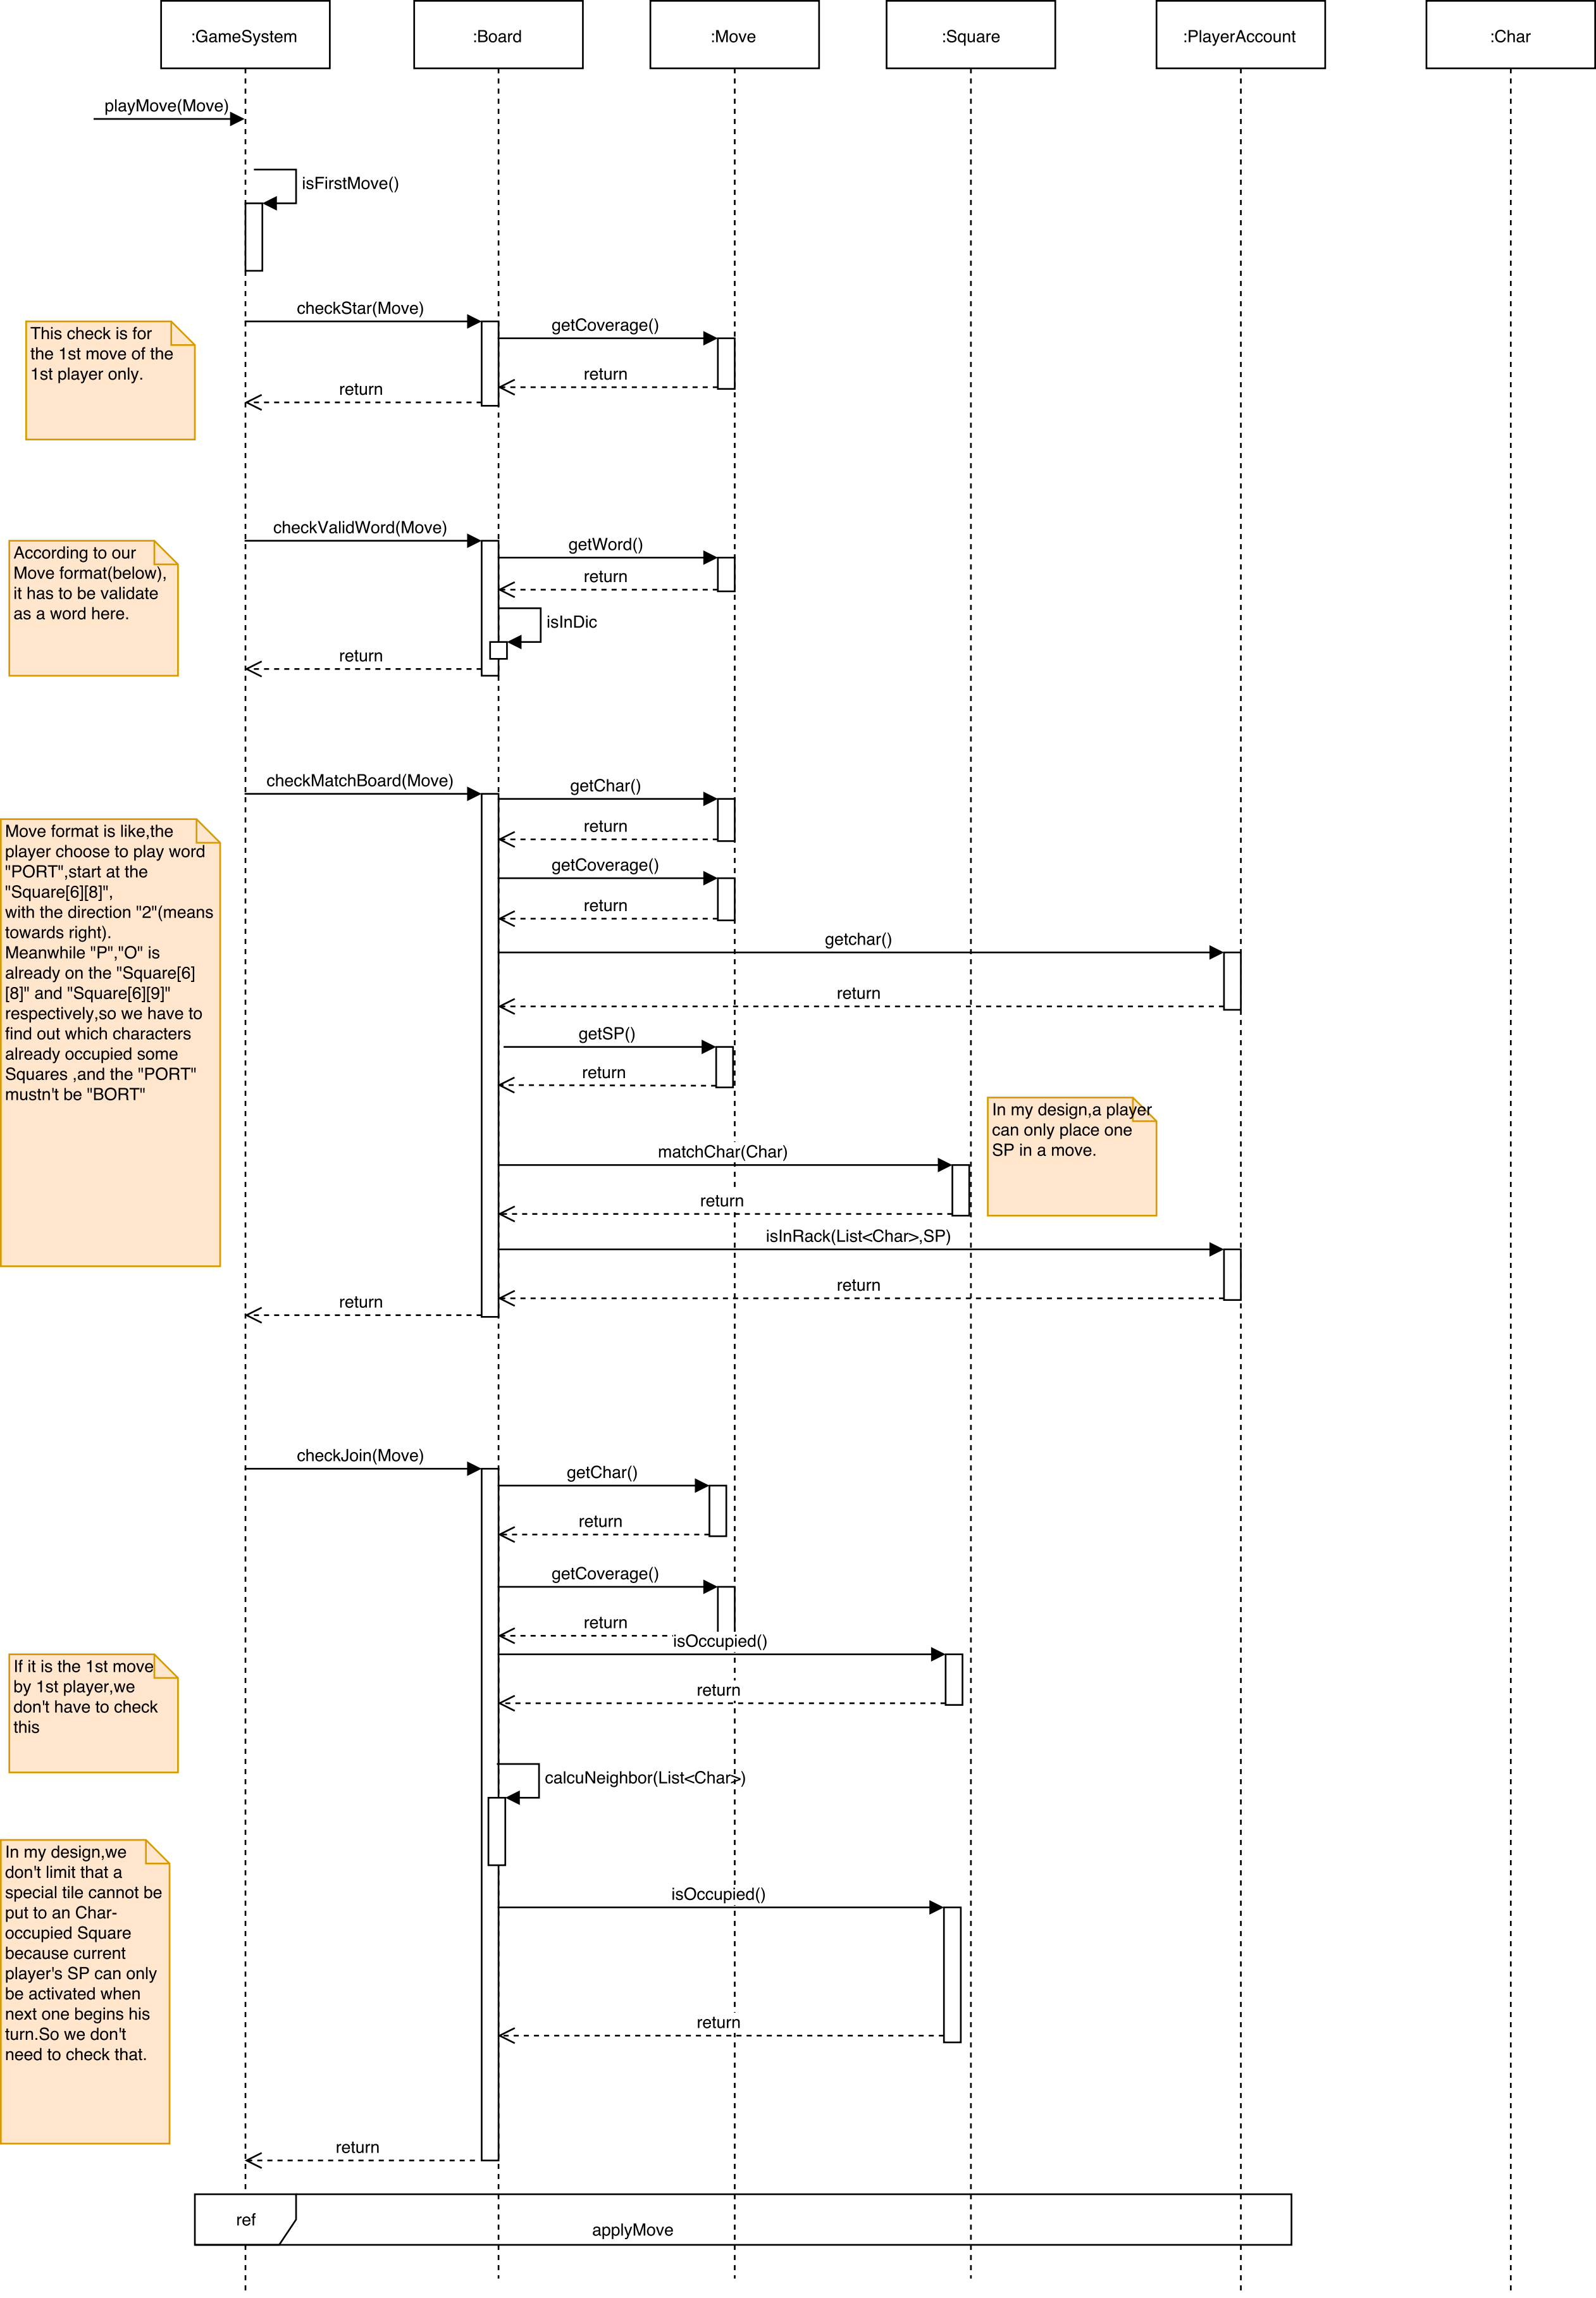 :GameSystem
:Board
:Move
:Square
:PlayerAccount
:Char
playMove(Move)
isFirstMove()
checkStar(Move)
getCoverage()
This check is for
the 1st move of the
1st player only.
return
return
checkValidWord(Move)
getWord()
According to our
Move format(below),
it has to be validate
as a word here.
return
isInDic
return
checkMatchBoard(Move)
getChar()
return
Move format is like,the
player choose to play word
"PORT",start at the
"Square[6][8]",
with the direction "2"(means
towards right).
Meanwhile "P","O" is
already on the "Square[6]
[8]" and "Square[6][9]"
respectively,so we have to
find out which characters
already occupied some
Squares ,and the "PORT"
mustn't be "BORT"
getCoverage()
return
getchar()
return
getSP()
return
In my design,a player
can only place one
SP in a move.
matchChar(Char)
return
isInRack(List<Char>,SP)
return
return
checkJoin(Move)
getChar()
return
getCoverage()
return
isOccupied()
If it is the 1st move
by 1st player,we
don't have to check
this
return
calcuNeighbor(List<Char>)
In my design,we
don't limit that a
special tile cannot be
put to an Char-
occupied Square
because current
player's SP can only
be activated when
next one begins his
turn.So we don't
need to check that.
isOccupied()
return
return
ref
applyMove